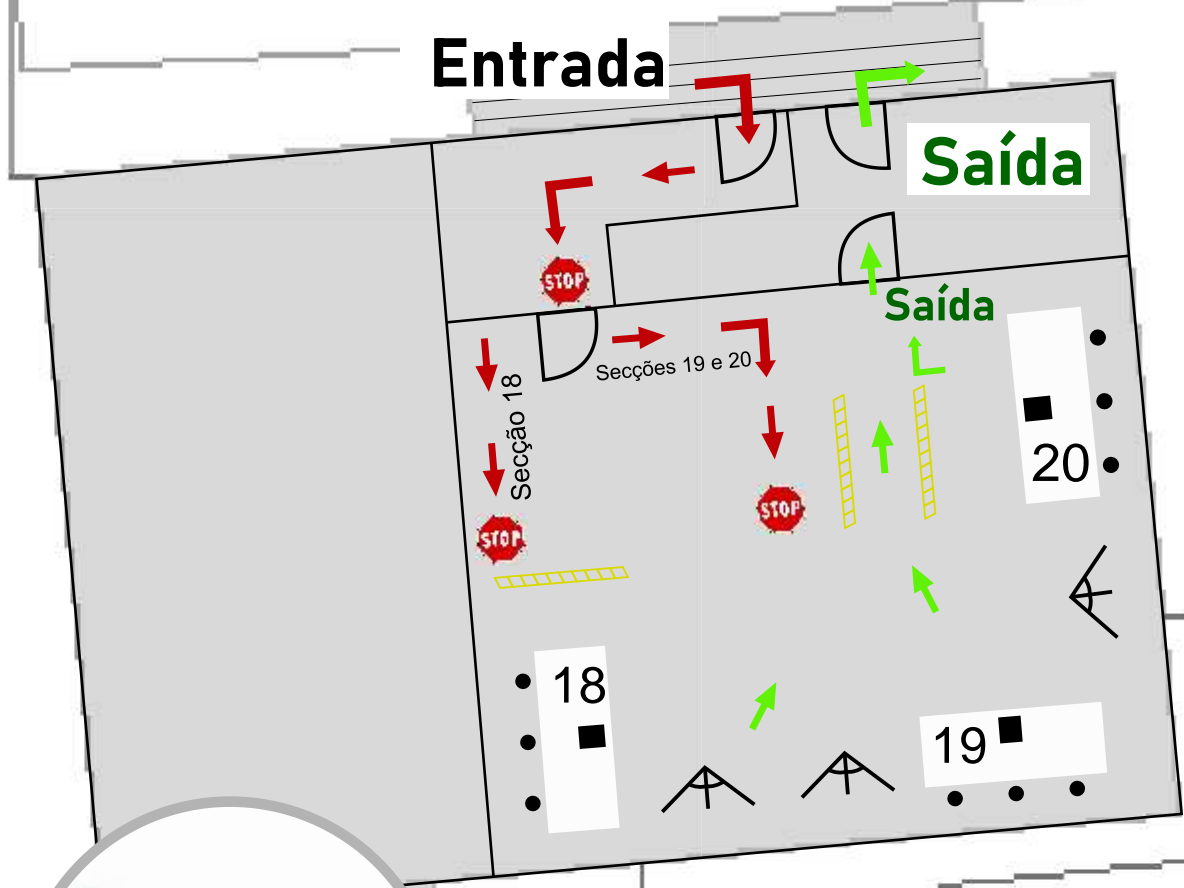 Entrada
Saída
STOP
Saída
Secções 19 e 20
Secção 18
20
STOP
STOP
18
19